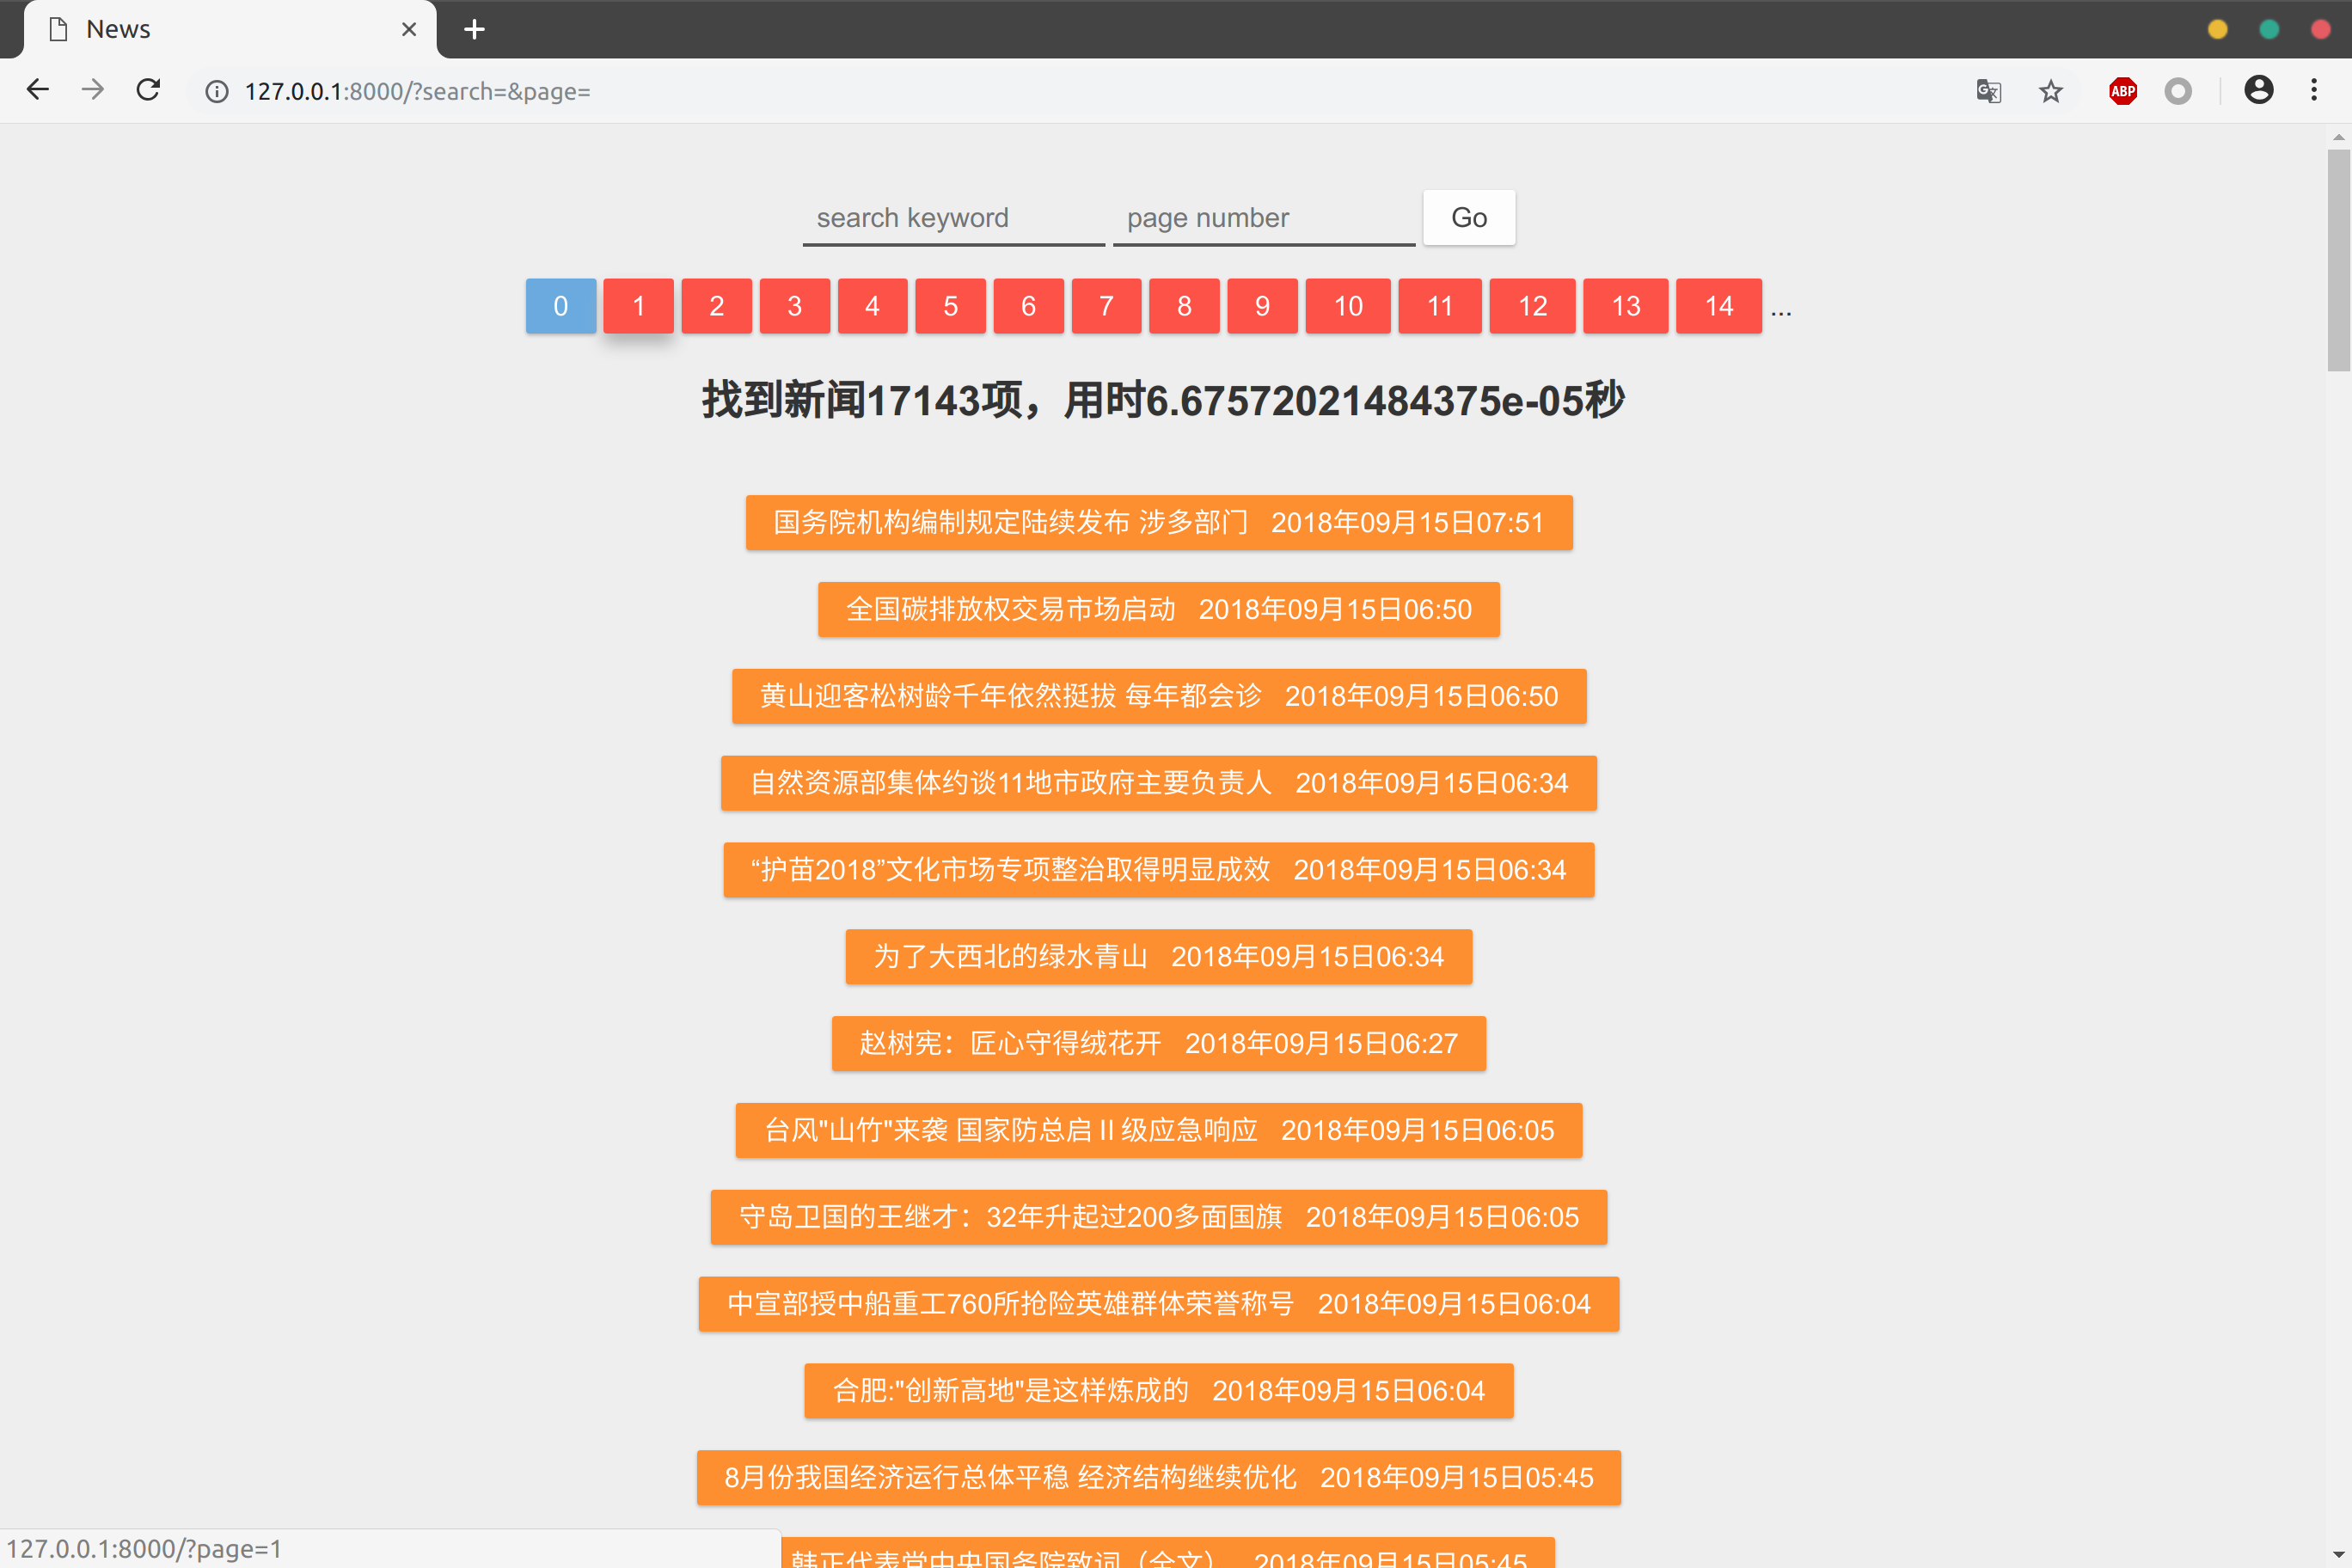 News
127.0.0.1:8000/?search=&page=
ABP
search keyword page number Go
0 1 2 3 4 5 6 7 8 9 10 11 12 13 14 ...
找到新闻17143项，用时6.67572021484375e-05秒
国务院机构编制规定陆续发布 涉多部门 2018年09月15日07:51
全国碳排放权交易市场启动 2018年09月15日06:50
黄山迎客松树龄千年依然挺拔 每年都会诊 2018年09月15日06:50
自然资源部集体约谈11地市政府主要负责人 2018年09月15日06:34
“护苗2018”文化市场专项整治取得明显成效 2018年09月15日06:34
为了大西北的绿水青山 2018年09月15日06:34
赵树宪：匠心守得绒花开 2018年09月15日06:27
台风"山竹"来袭 国家防总启Ⅱ级应急响应 2018年09月15日06:05
守岛卫国的王继才：32年升起过200多面国旗 2018年09月15日06:05
中宣部授中船重工760所抢险英雄群体荣誉称号 2018年09月15日06:04
合肥:"创新高地"是这样炼成的 2018年09月15日06:04
8月份我国经济运行总体平稳 经济结构继续优化 2018年09月15日05:45
韩正代表党中央国务院致词（全文） 2018年09月15日05:45
127.0.0.1:8000/?page=1